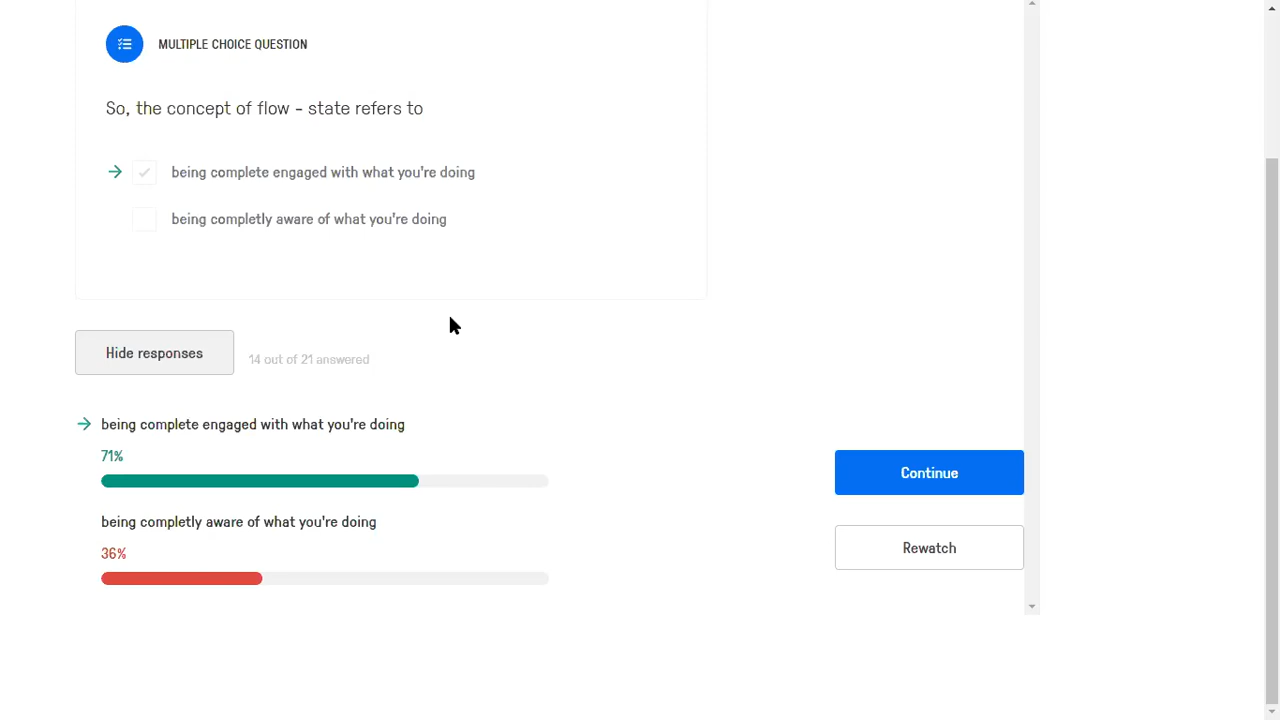 MULTIPLE CHOICE QUESTION
So, the concept of flow - state refers to
being complete engaged with what you're doing
being completly aware of what you're doing
Hide responses
14 out of 21 answered
being complete engaged with what you're doing
71%
being completly aware of what you're doing
36%
Continue
Rewatch